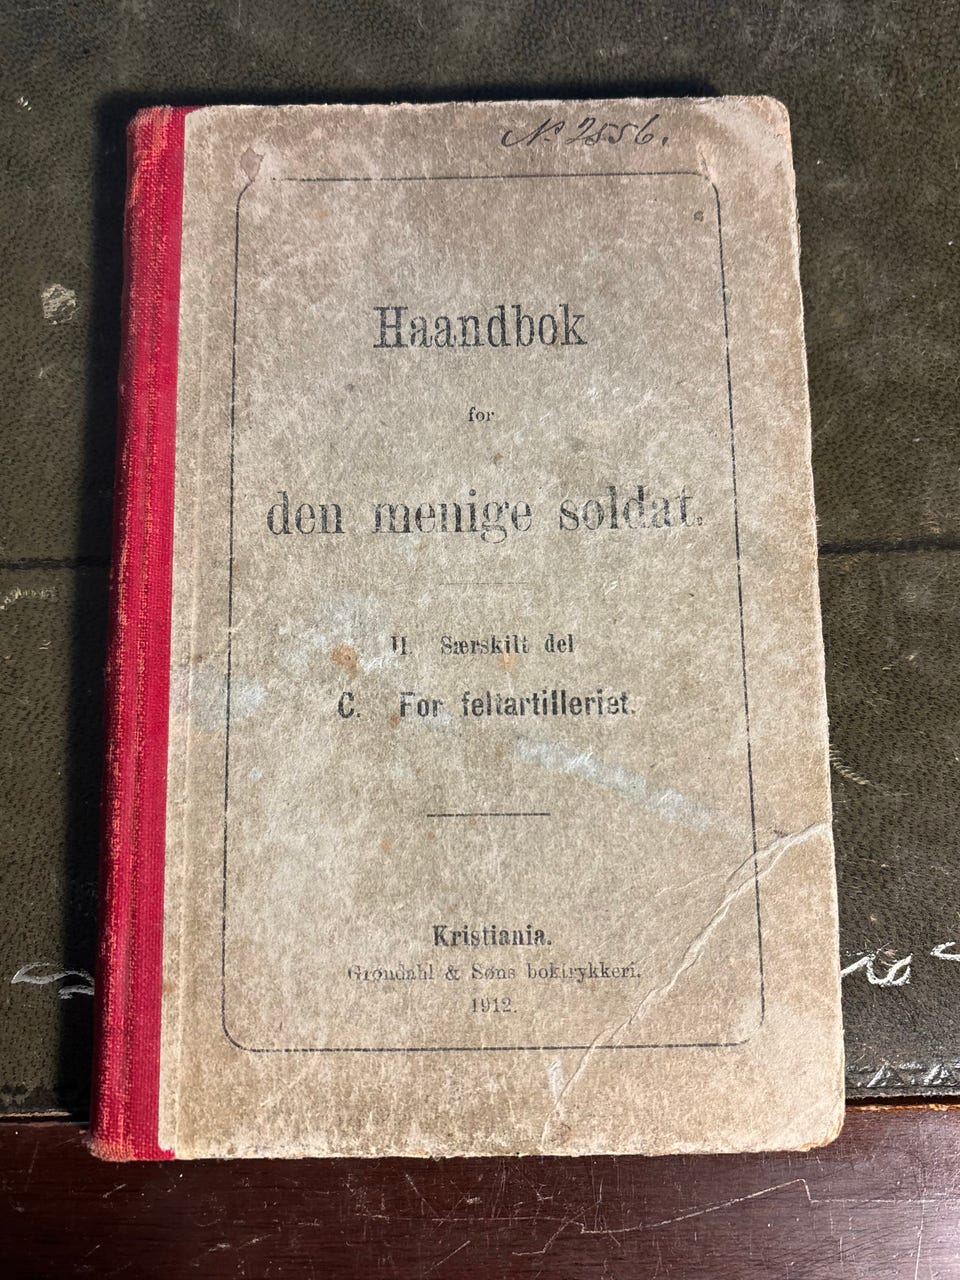 No 2556.
Haandbok
for
den menige soldat.
II. Særskilt del
C. For feltartilleriet.
Kristiania.
Grøndahl & Søns boktrykkeri.
1912.